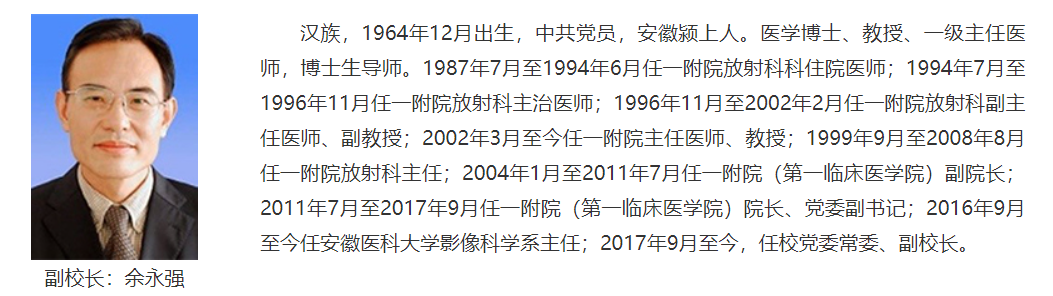 汉族，1964年12月出生，中共党员，安徽颍上人。医学博士、教授、一级主任医
师，博士生导师。1987年7月至1994年6月任一附院放射科科住院医师；1994年7月至
1996年11月任一附院放射科主治医师；1996年11月至2002年2月任一附院放射科副主
任医师、副教授；2002年3月至今任一附院主任医师、教授；1999年9月至2008年8月
任一附院放射科主任；2004年1月至2011年7月任一附院（第一临床医学院）副院长；
2011年7月至2017年9月任一附院（第一临床医学院）院长、党委副书记；2016年9月
至今任安徽医科大学影像科学系主任；2017年9月至今，任校党委常委、副校长。
副校长：余永强